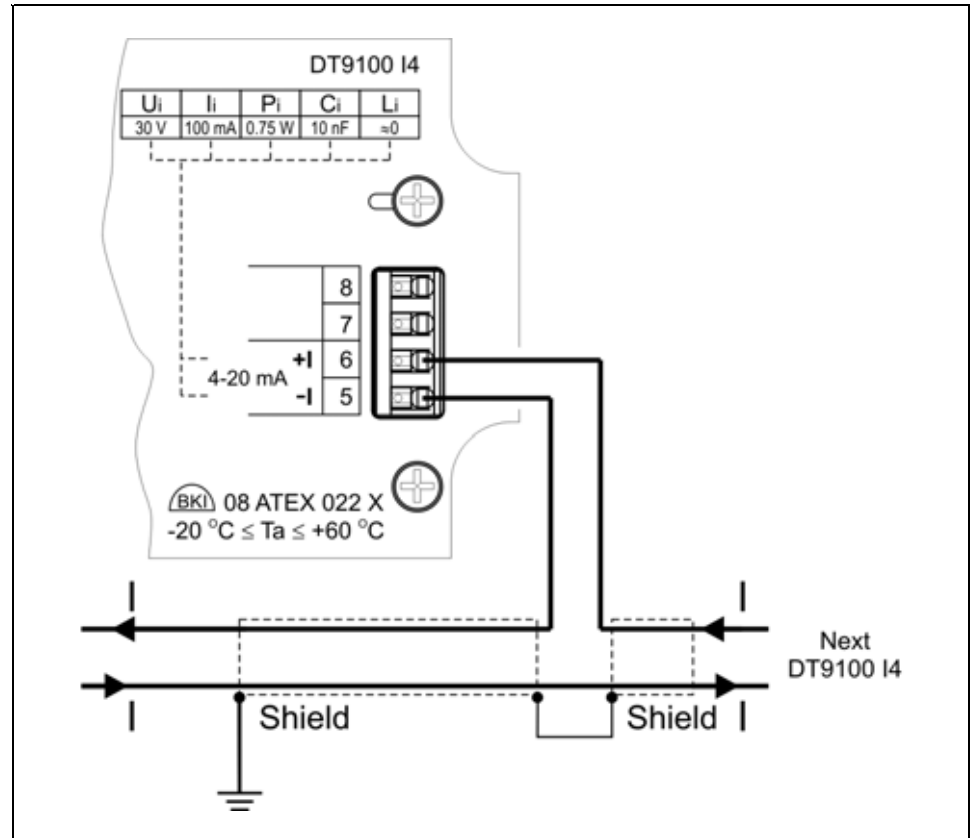 DT9100 I4
Ui Ii Pi Ci Li
30 V 100 mA 0.75 W 10 nF ≈0
8
7
+I 6
4-20 mA
-I 5
BKI 08 ATEX 022 X
-20 °C ≤ Ta ≤ +60 °C
I I
Next
DT9100 I4
I Shield Shield I